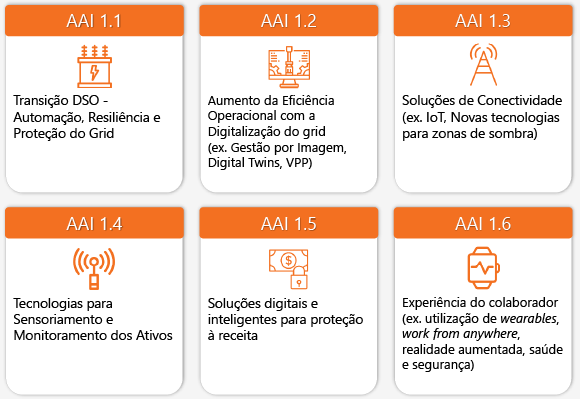 AAI 1.1
Transição DSO -
Automação, Resiliência e
Proteção do Grid
AAI 1.2
Aumento da Eficiência
Operacional com a
Digitalização do grid
(ex. Gestão por Imagem,
Digital Twins, VPP)
AAI 1.3
Soluções de Conectividade
(ex. IoT, Novas tecnologias
para zonas de sombra)
AAI 1.4
Tecnologias para
Sensoriamento e
Monitoramento dos Ativos
AAI 1.5
Soluções digitais e
inteligentes para proteção
à receita
AAI 1.6
Experiência do colaborador
(ex. utilização de wearables,
work from anywhere,
realidade aumentada, saúde
e segurança)